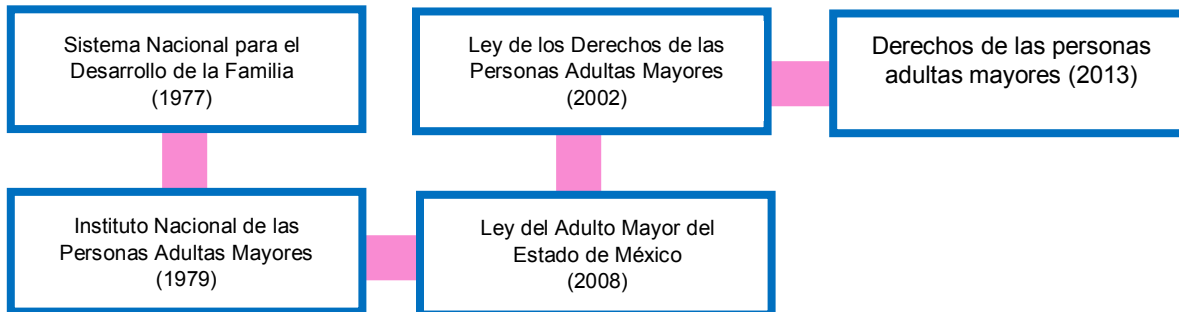 Sistema Nacional para el
Desarrollo de la Familia
(1977)
Instituto Nacional de las
Personas Adultas Mayores
(1979)
Ley del Adulto Mayor del
Estado de México
(2008)
Ley de los Derechos de las
Personas Adultas Mayores
(2002)
Derechos de las personas
adultas mayores (2013)